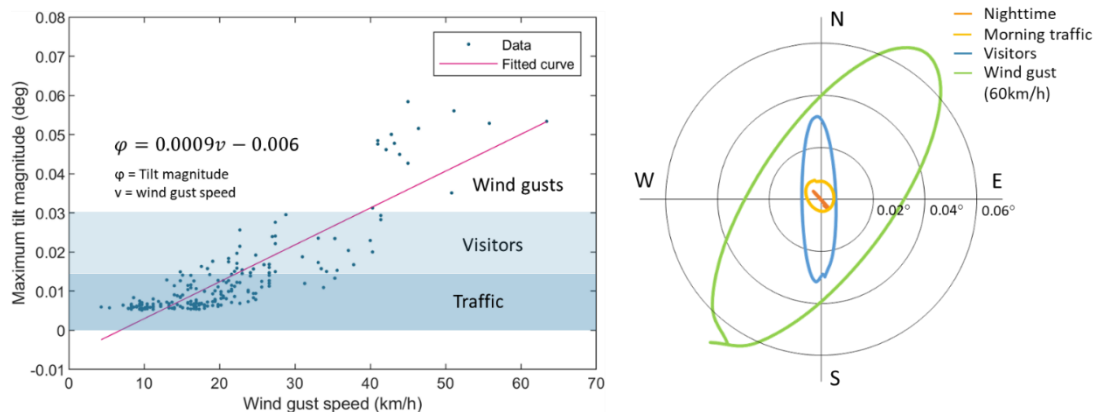 0.08
0.07
0.06
0.05
0.04
0.03
0.02
0.01
0
-0.01
Maximum tilt magnitude (deg)
0 10 20 30 40 50 60 70
Wind gust speed (km/h)
Data
Fitted curve
φ = 0.0009v − 0.006
φ = Tilt magnitude
v = wind gust speed
Wind gusts
Visitors
Traffic
N
W
E
S
0.02° 0.04° 0.06°
Nighttime
Morning traffic
Visitors
Wind gust
(60km/h)